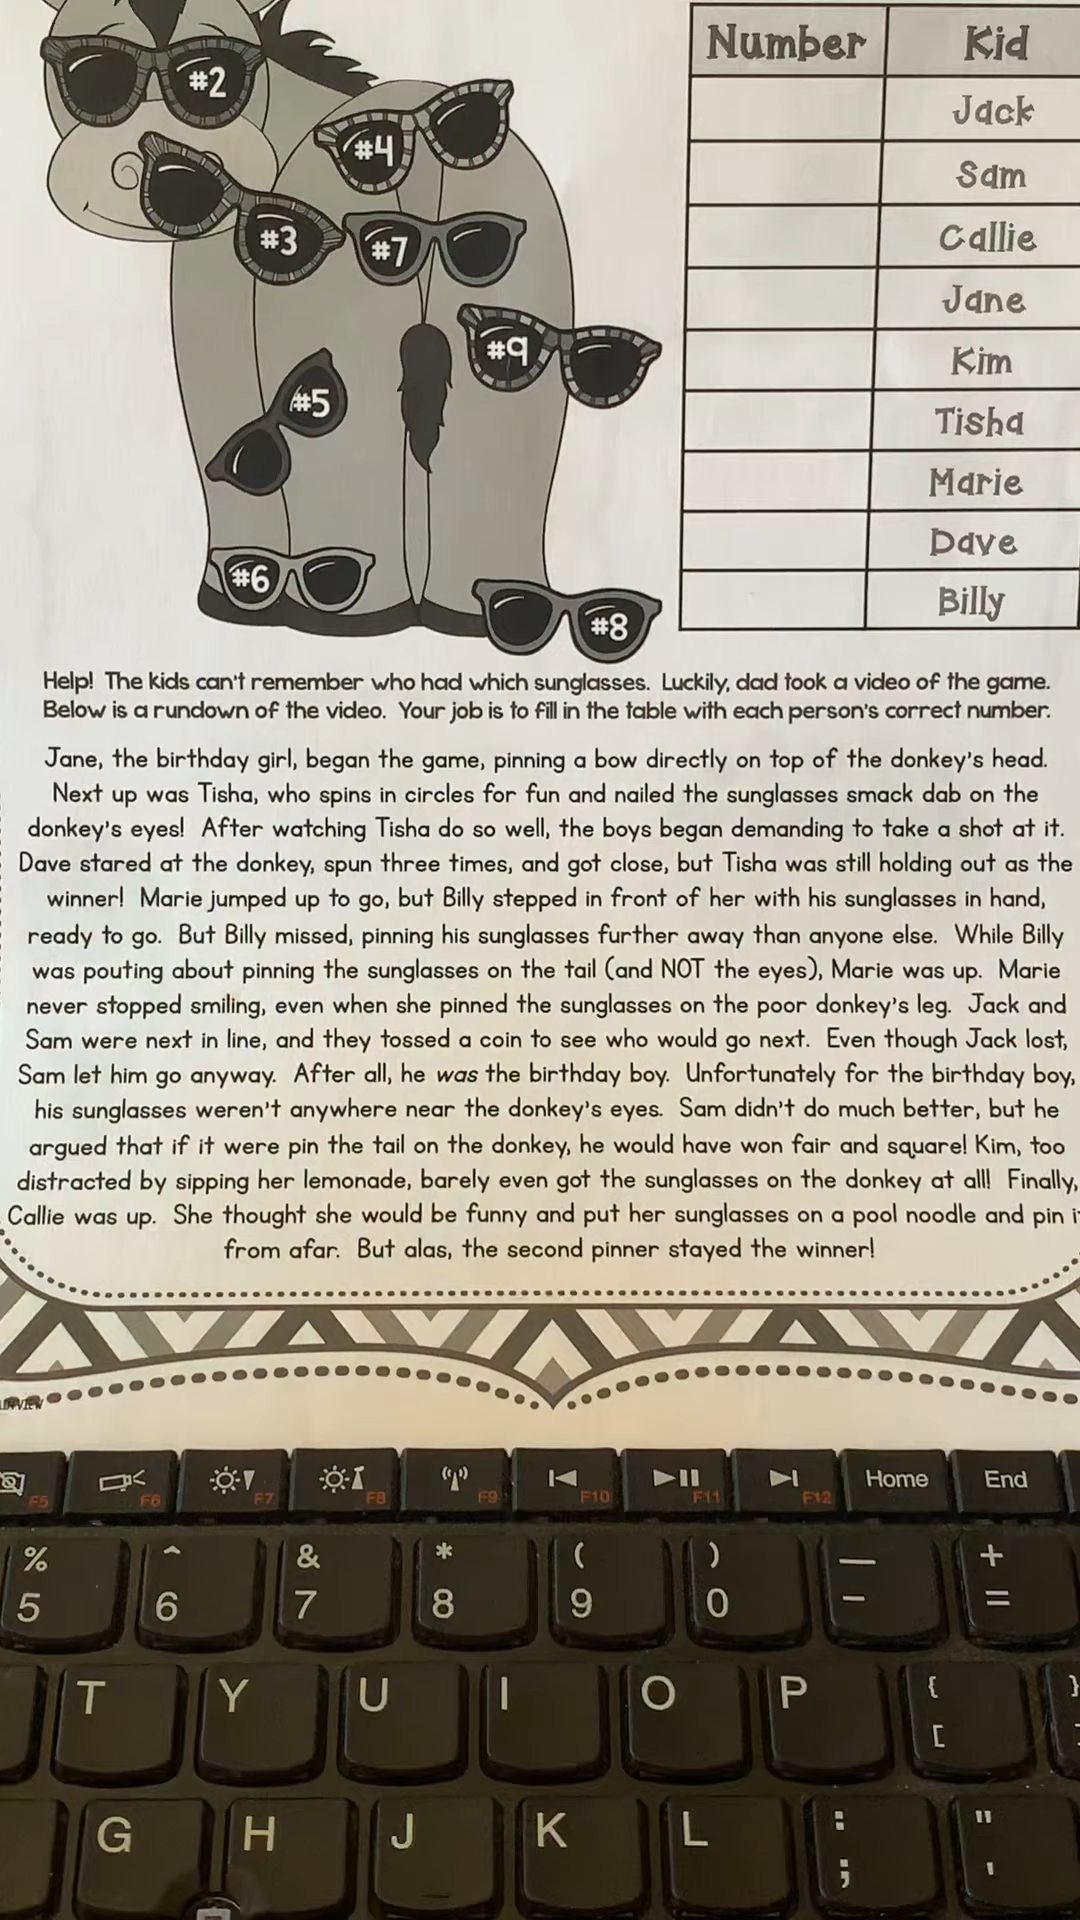 #2
#4
#3
#7
#9
#5
#6
#8
Number Kid
Jack
Sam
Callie
Jane
Kim
Tisha
Marie
Dave
Billy
Help! The kids can't remember who had which sunglasses. Luckily, dad took a video of the game.
Below is a rundown of the video. Your job is to fill in the table with each person's correct number.
Jane, the birthday girl, began the game, pinning a bow directly on top of the donkey's head.
Next up was Tisha, who spins in circles for fun and nailed the sunglasses smack dab on the
donkey's eyes! After watching Tisha do so well, the boys began demanding to take a shot at it.
Dave stared at the donkey, spun three times, and got close, but Tisha was still holding out as the
winner! Marie jumped up to go, but Billy stepped in front of her with his sunglasses in hand,
ready to go. But Billy missed, pinning his sunglasses further away than anyone else. While Billy
was pouting about pinning the sunglasses on the tail (and NOT the eyes), Marie was up. Marie
never stopped smiling, even when she pinned the sunglasses on the poor donkey's leg. Jack and
Sam were next in line, and they tossed a coin to see who would go next. Even though Jack lost,
Sam let him go anyway. After all, he was the birthday boy. Unfortunately for the birthday boy,
his sunglasses weren't anywhere near the donkey's eyes. Sam didn't do much better, but he
argued that if it were pin the tail on the donkey, he would have won fair and square! Kim, too
distracted by sipping her lemonade, barely even got the sunglasses on the donkey at all! Finally,
Callie was up. She thought she would be funny and put her sunglasses on a pool noodle and pin
from afar. But alas, the second pinner stayed the winner!
F5 F6 F7 F8 F9 F10 F11 F12 Home End
% ^ & * ( ) — +
5 6 7 8 9 0 - =
T Y U I O P { [ }
G H J K L : ; " '